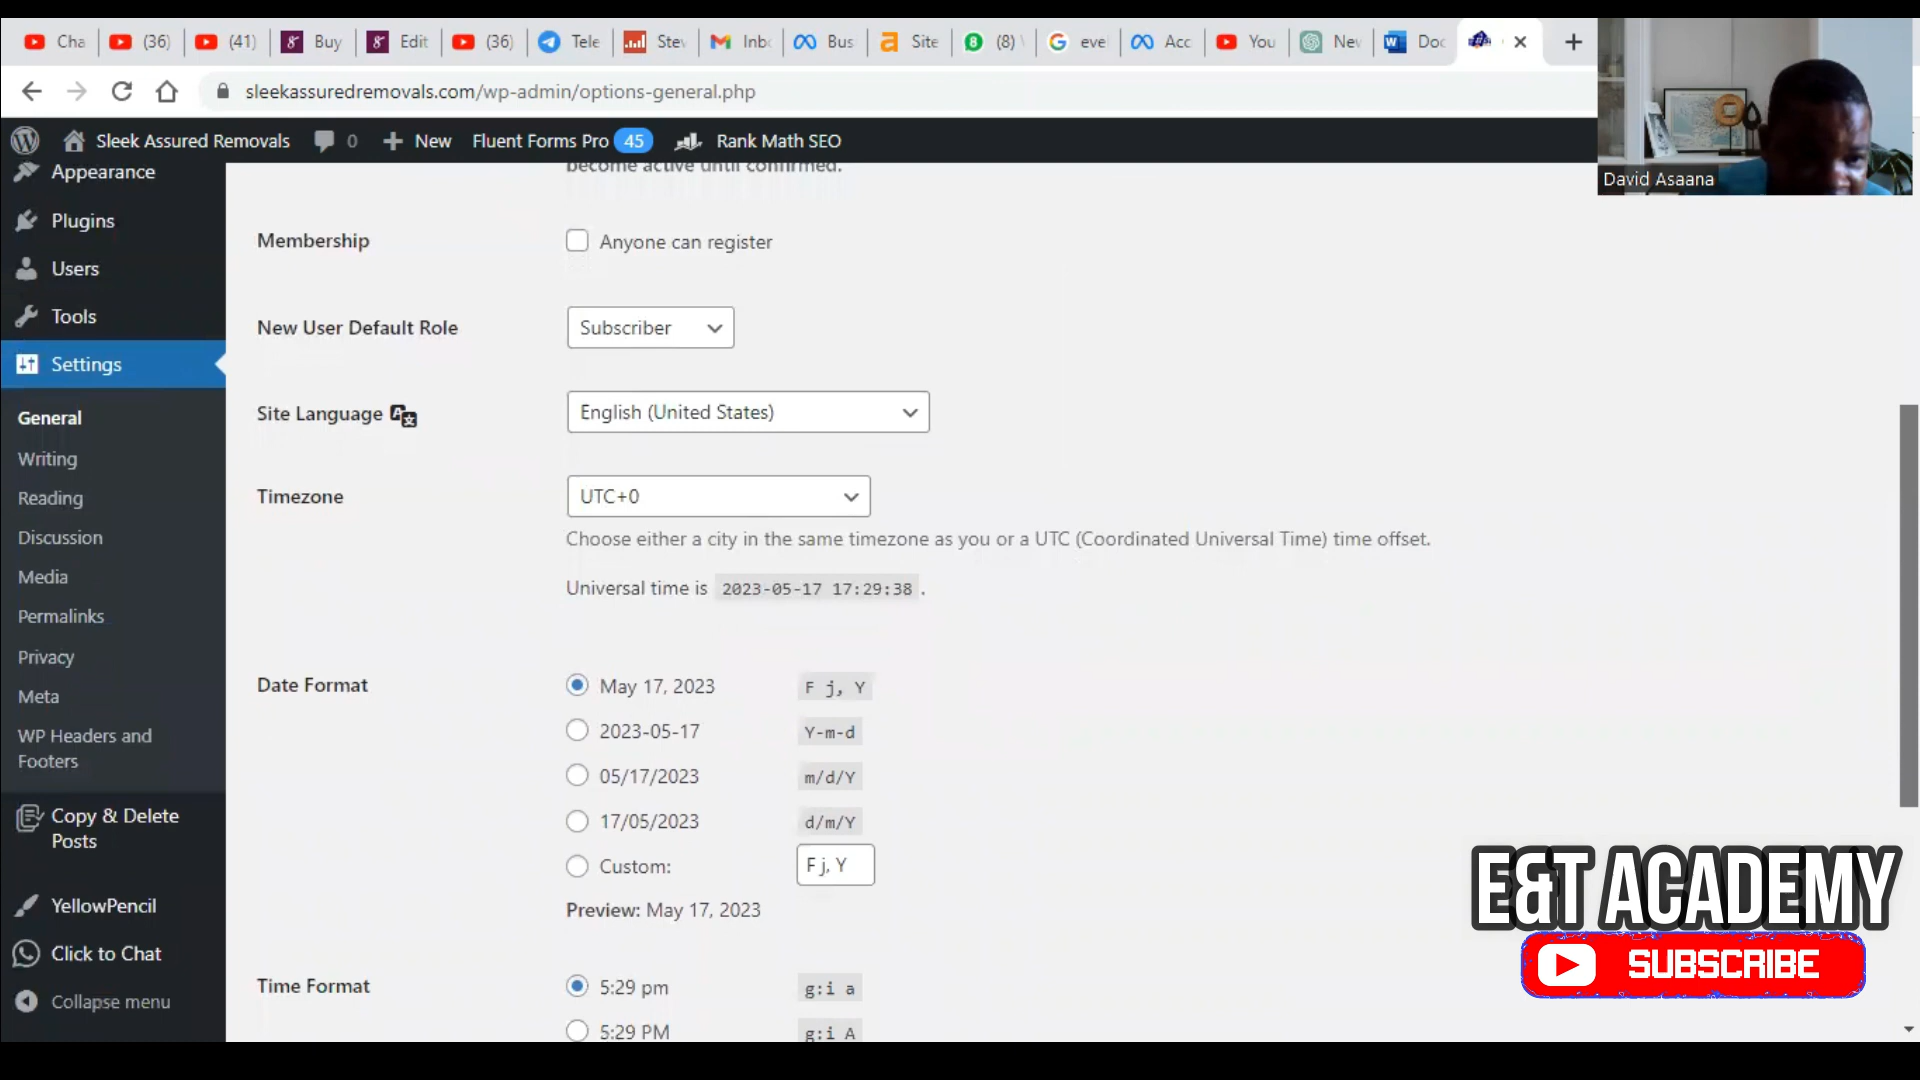 Cha
(36)
(41)
Buy
Edit
(36)
Tele
Stev
Inbo
Bus
Site
8
(8)
eve
Acc
You
New
Doc
sleekassuredremovals.com/wp-admin/options-general.php
Sleek Assured Removals
0
New
Fluent Forms Pro 45
Rank Math SEO
David Asaana
Appearance
Plugins
Users
Tools
Settings
General
Writing
Reading
Discussion
Media
Permalinks
Privacy
Meta
WP Headers and
Footers
Copy & Delete
Posts
YellowPencil
Click to Chat
Collapse menu
become active until confirmed.
Membership
Anyone can register
New User Default Role
Subscriber
Site Language
English (United States)
Timezone
UTC+0
Choose either a city in the same timezone as you or a UTC (Coordinated Universal Time) time offset.
Universal time is 2023-05-17 17:29:38 .
Date Format
May 17, 2023 F j, Y
2023-05-17 Y-m-d
05/17/2023 m/d/Y
17/05/2023 d/m/Y
Custom: F j, Y
Preview: May 17, 2023
Time Format
5:29 pm g:i a
5:29 PM g:i A
E&T ACADEMY
SUBSCRIBE